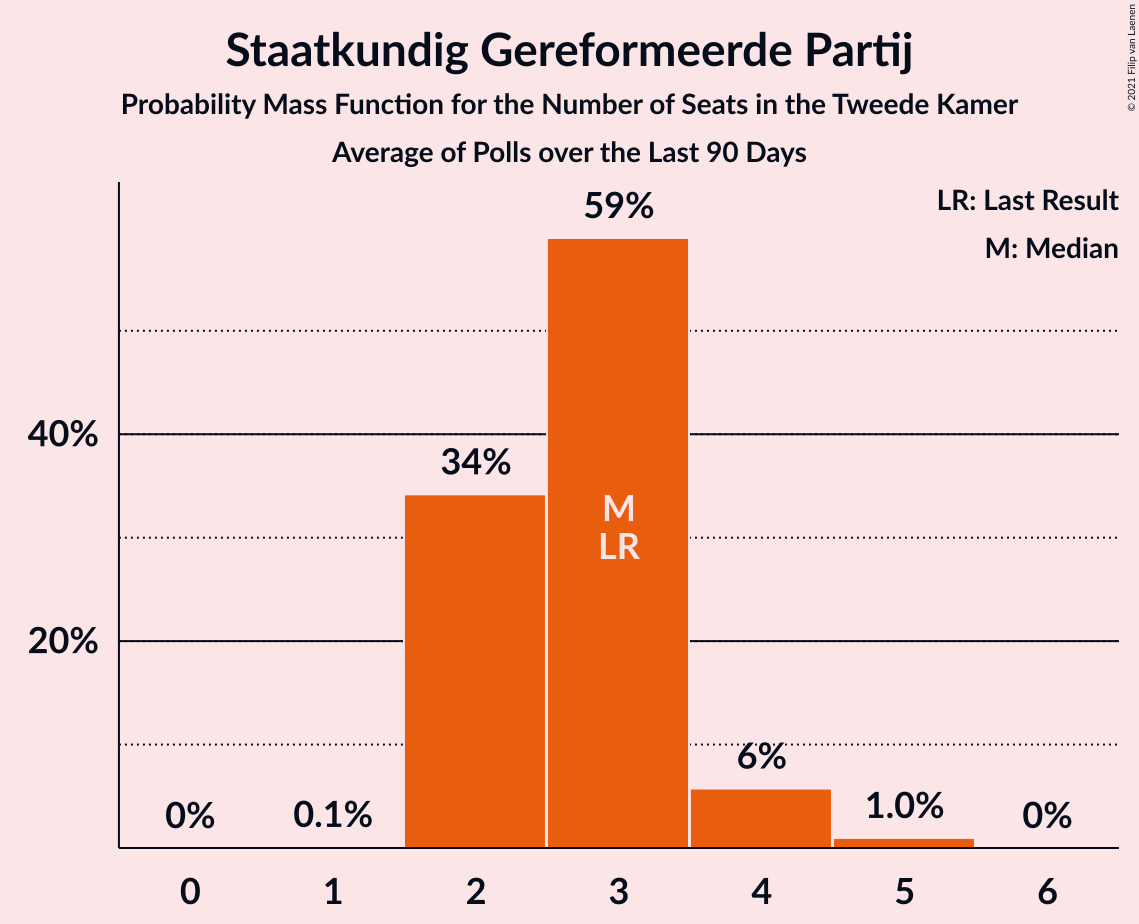 Staatkundig Gereformeerde Partij
Probability Mass Function for the Number of Seats in the Tweede Kamer
Average of Polls over the Last 90 Days
© 2021 Filip van Laenen
LR: Last Result
M: Median
59%
40%
34%
M
LR
20%
6%
0%
0.1%
1.0%
0%
0 1 2 3 4 5 6